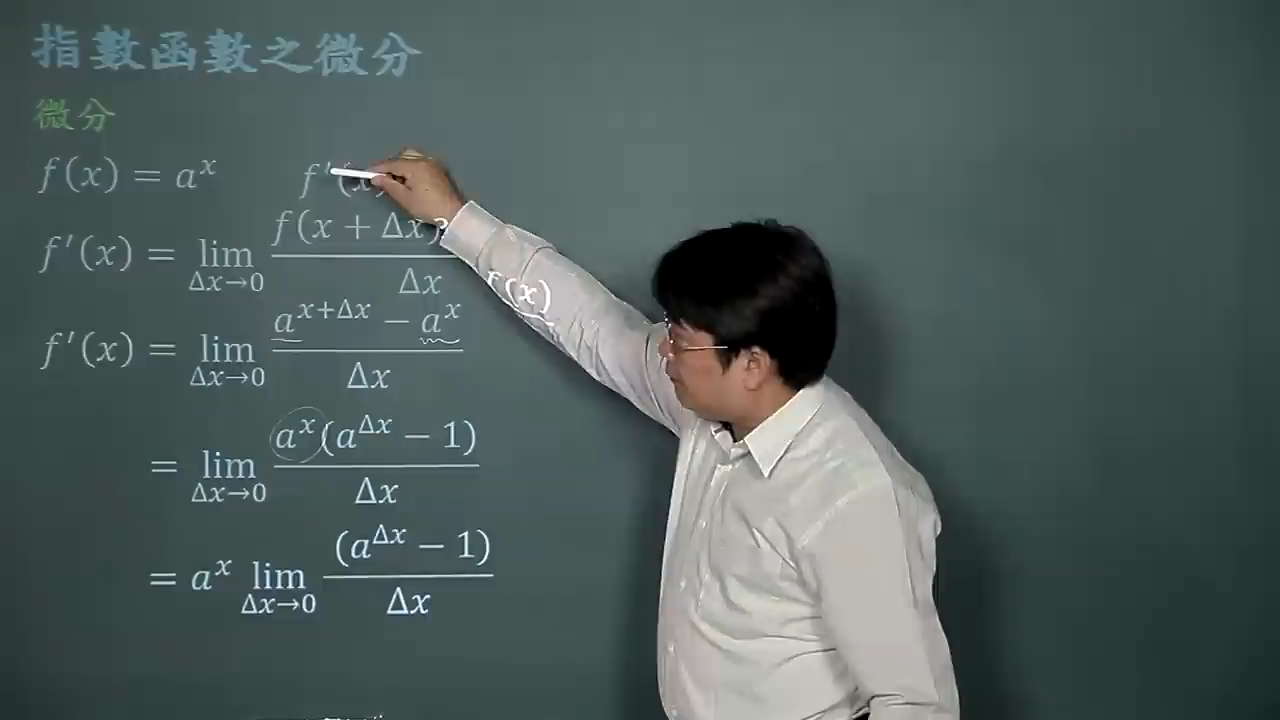 指數函數之微分
微分
f(x) = a^x f'(x)
f'(x) = lim_{Δx→0} f(x + Δx) / Δx
f(x)
f'(x) = lim_{Δx→0} (a^{x+Δx} − a^x) / Δx
= lim_{Δx→0} a^x(a^{Δx} − 1) / Δx
= a^x lim_{Δx→0} (a^{Δx} − 1) / Δx